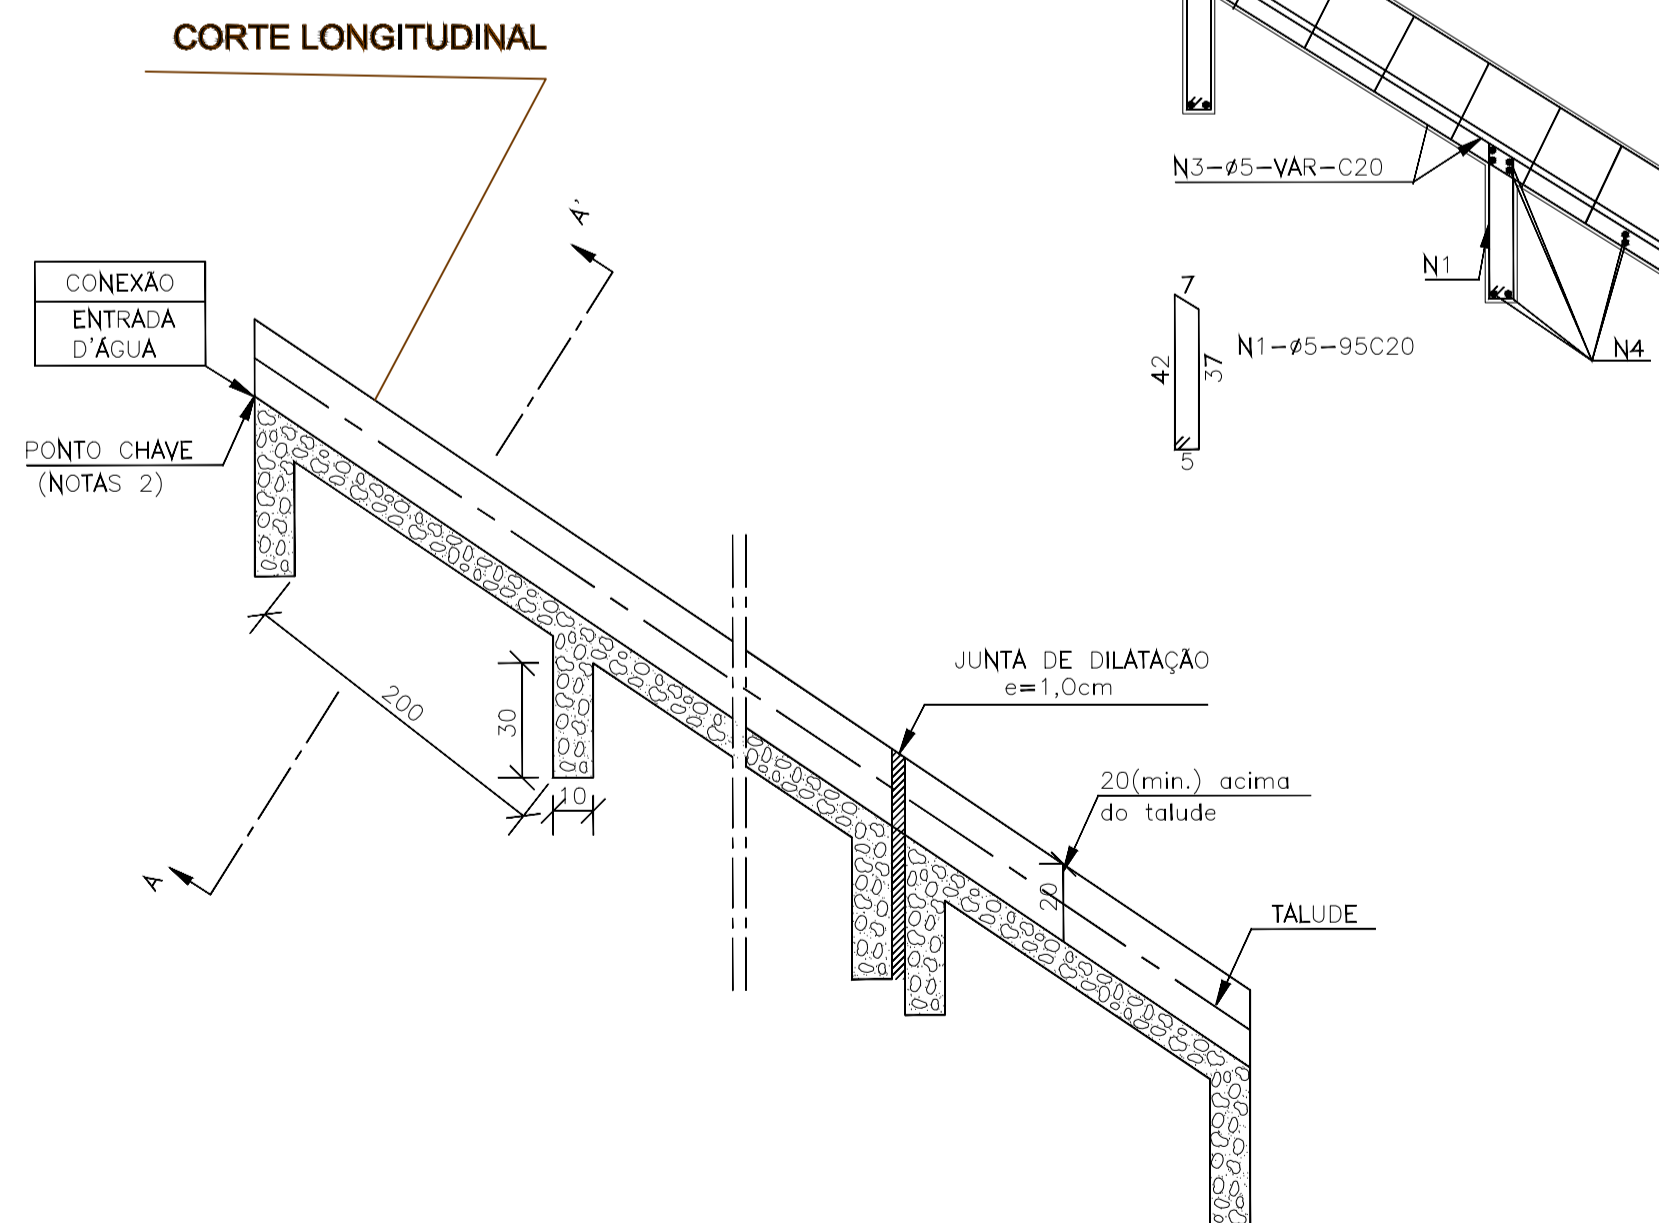 CORTE LONGITUDINAL
N3-ø5-VAR-C20
A'
N1
CONEXÃO
ENTRADA
D'ÁGUA
7
42
37
N1-ø5-95C20
N4
5
PONTO CHAVE
(NOTAS 2)
JUNTA DE DILATAÇÃO
e=1,0cm
200
30
10
20(min.) acima
do talude
A
20
TALUDE